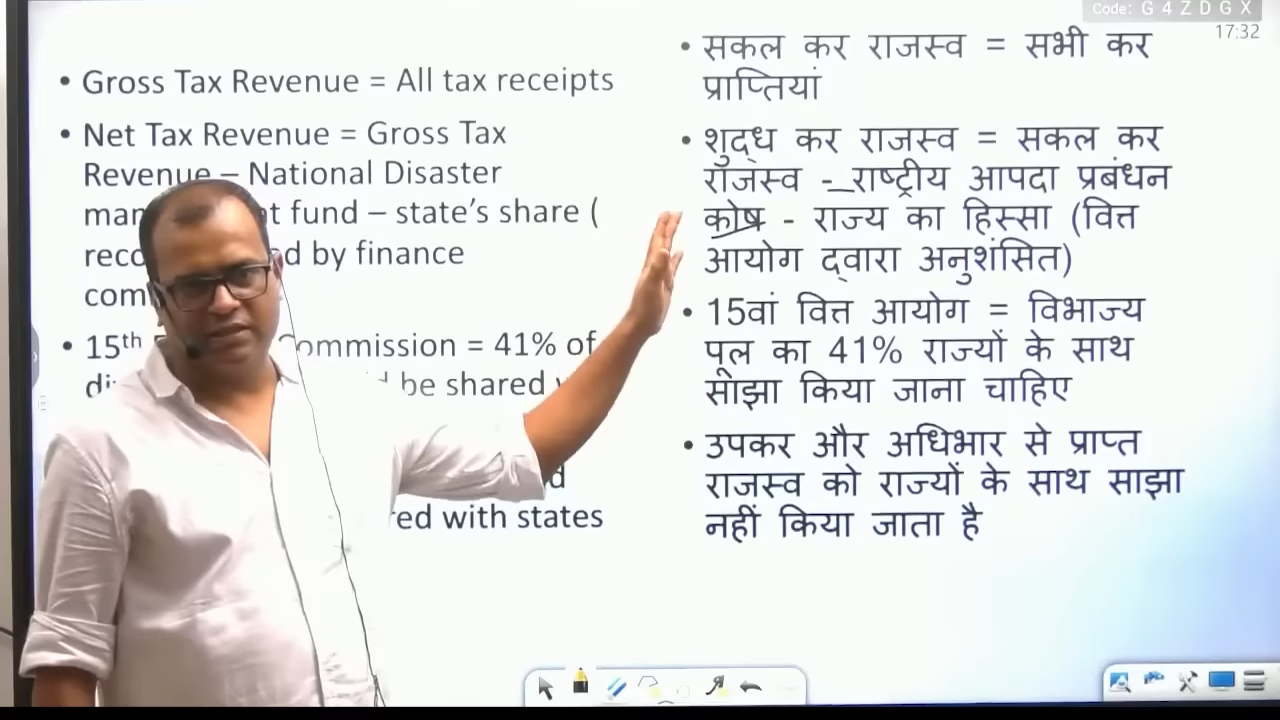 Code: G 4 Z D G X
17:32
• Gross Tax Revenue = All tax receipts
• Net Tax Revenue = Gross Tax
Revenue – National Disaster
fund – state's share (
by finance
• 15th Commission = 41% of
be shared
with states
• सकल कर राजस्व = सभी कर
प्राप्तियां
• शुद्ध कर राजस्व = सकल कर
राजस्व - राष्ट्रीय आपदा प्रबंधन
कोष - राज्य का हिस्सा (वित्त
आयोग द्वारा अनुशंसित)
• 15वां वित्त आयोग = विभाज्य
पूल का 41% राज्यों के साथ
साझा किया जाना चाहिए
• उपकर और अधिभार से प्राप्त
राजस्व को राज्यों के साथ साझा
नहीं किया जाता है